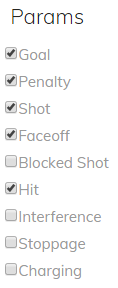 Params
Goal
Penalty
Shot
Faceoff
Blocked Shot
Hit
Interference
Stoppage
Charging